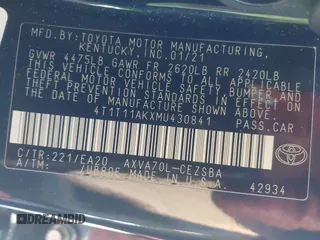 MFD. BY:TOYOTA MOTOR MANUFACTURING,
KENTUCKY, INC. 01/21
GVWR 4475LB GAWR FR 2620LB RR 2420LB
THIS VEHICLE CONFORMS TO ALL APPLICABLE
FEDERAL MOTOR VEHICLE SAFETY, BUMPER, AND
THEFT PREVENTION STANDARDS IN EFFECT ON THE
DATE OF MANUFACTURE SHOWN ABOVE.
4T1T11AKXMU430841 PASS.CAR
C/TR:221/EA20 AXVA70L-CEZSBA
A/TM: MADE IN U.S.A.
42934
TOYOTA
AUTOBIDMASTER